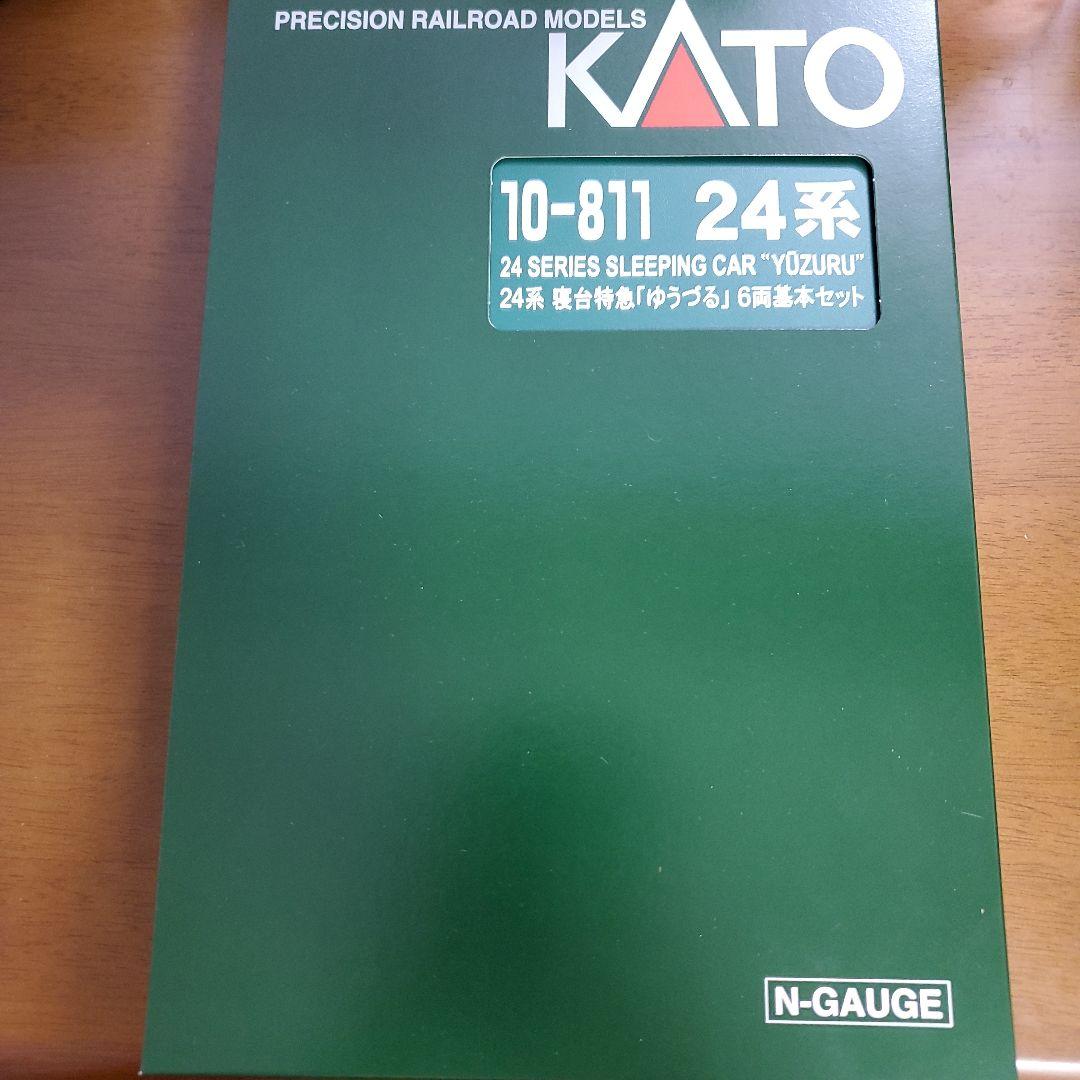 PRECISION RAILROAD MODELS
KATO
10-811 24系
24 SERIES SLEEPING CAR “YŪZURU”
24系 寝台特急「ゆうづる」 6両基本セット
N-GAUGE